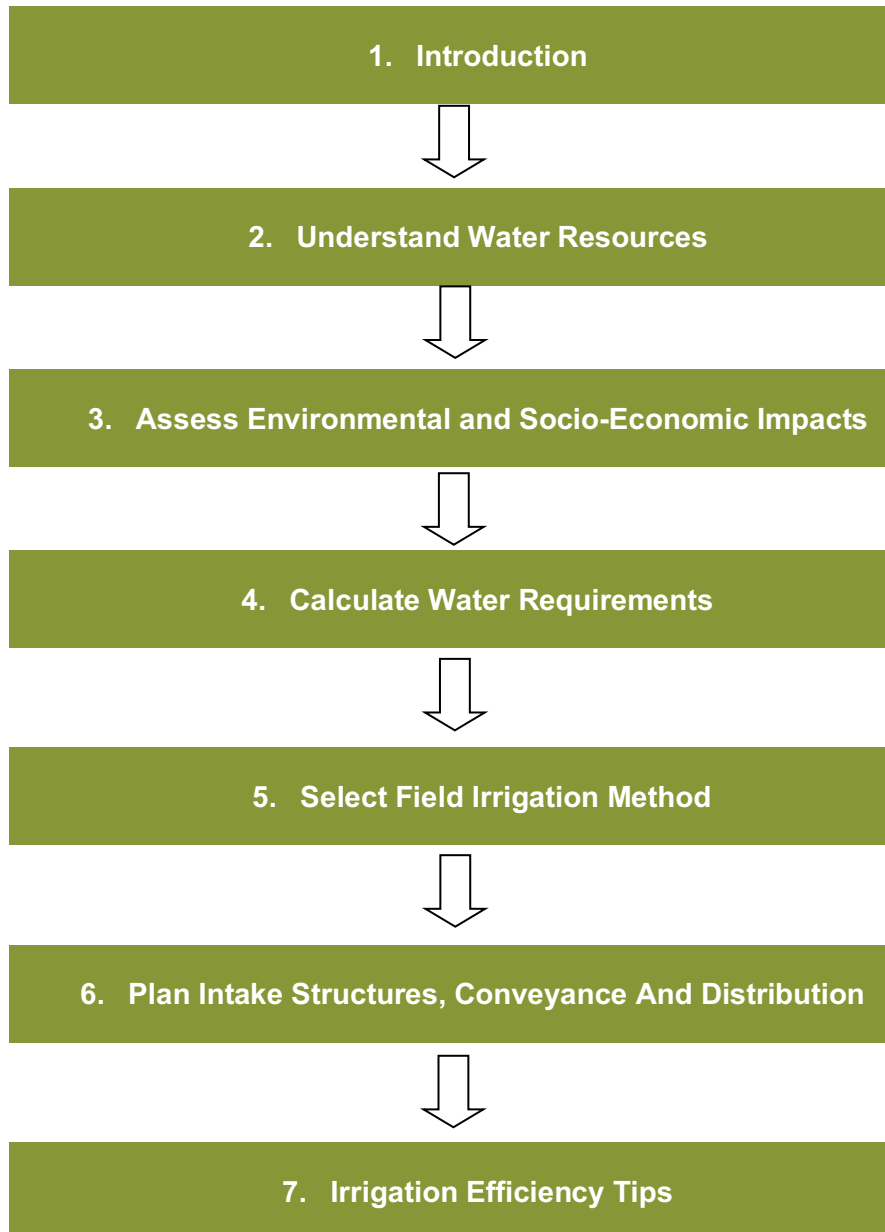 1. Introduction
2. Understand Water Resources
3. Assess Environmental and Socio-Economic Impacts
4. Calculate Water Requirements
5. Select Field Irrigation Method
6. Plan Intake Structures, Conveyance And Distribution
7. Irrigation Efficiency Tips